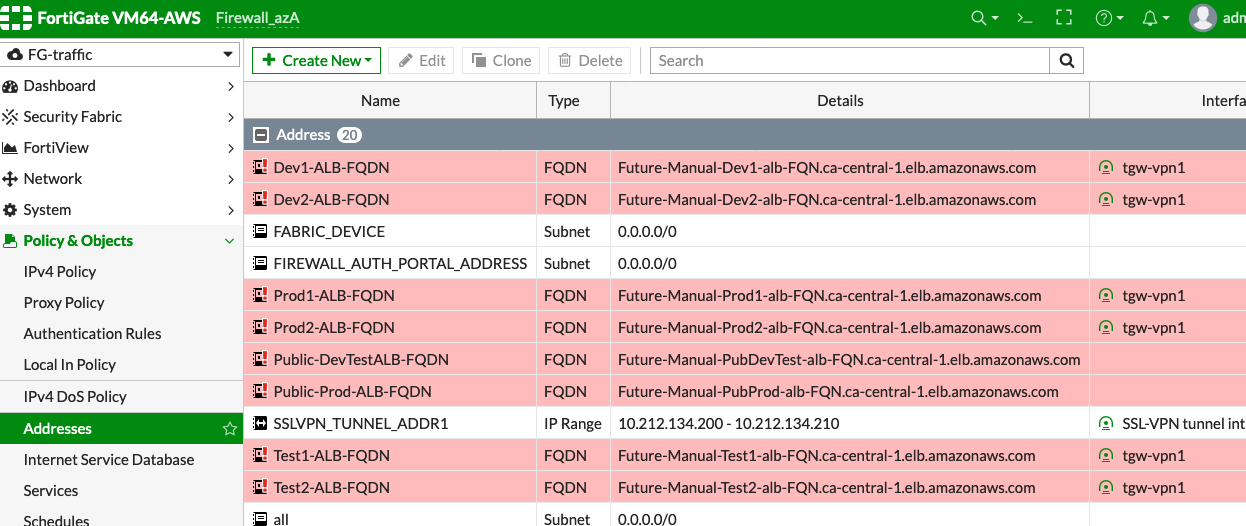 FortiGate VM64-AWS Firewall_azA
FG-traffic
Create New Edit Clone Delete Search
Dashboard
Security Fabric
FortiView
Network
System
Policy & Objects
IPv4 Policy
Proxy Policy
Authentication Rules
Local In Policy
IPv4 DoS Policy
Addresses
Internet Service Database
Services
Schedules
Name Type Details Interfa
Address 20
Dev1-ALB-FQDN FQDN Future-Manual-Dev1-alb-FQN.ca-central-1.elb.amazonaws.com tgw-vpn1
Dev2-ALB-FQDN FQDN Future-Manual-Dev2-alb-FQN.ca-central-1.elb.amazonaws.com tgw-vpn1
FABRIC_DEVICE Subnet 0.0.0.0/0
FIREWALL_AUTH_PORTAL_ADDRESS Subnet 0.0.0.0/0
Prod1-ALB-FQDN FQDN Future-Manual-Prod1-alb-FQN.ca-central-1.elb.amazonaws.com tgw-vpn1
Prod2-ALB-FQDN FQDN Future-Manual-Prod2-alb-FQN.ca-central-1.elb.amazonaws.com tgw-vpn1
Public-DevTestALB-FQDN FQDN Future-Manual-PubDevTest-alb-FQN.ca-central-1.elb.amazonaws.com
Public-Prod-ALB-FQDN FQDN Future-Manual-PubProd-alb-FQN.ca-central-1.elb.amazonaws.com
SSLVPN_TUNNEL_ADDR1 IP Range 10.212.134.200 - 10.212.134.210 SSL-VPN tunnel int
Test1-ALB-FQDN FQDN Future-Manual-Test1-alb-FQN.ca-central-1.elb.amazonaws.com tgw-vpn1
Test2-ALB-FQDN FQDN Future-Manual-Test2-alb-FQN.ca-central-1.elb.amazonaws.com tgw-vpn1
all Subnet 0.0.0.0/0